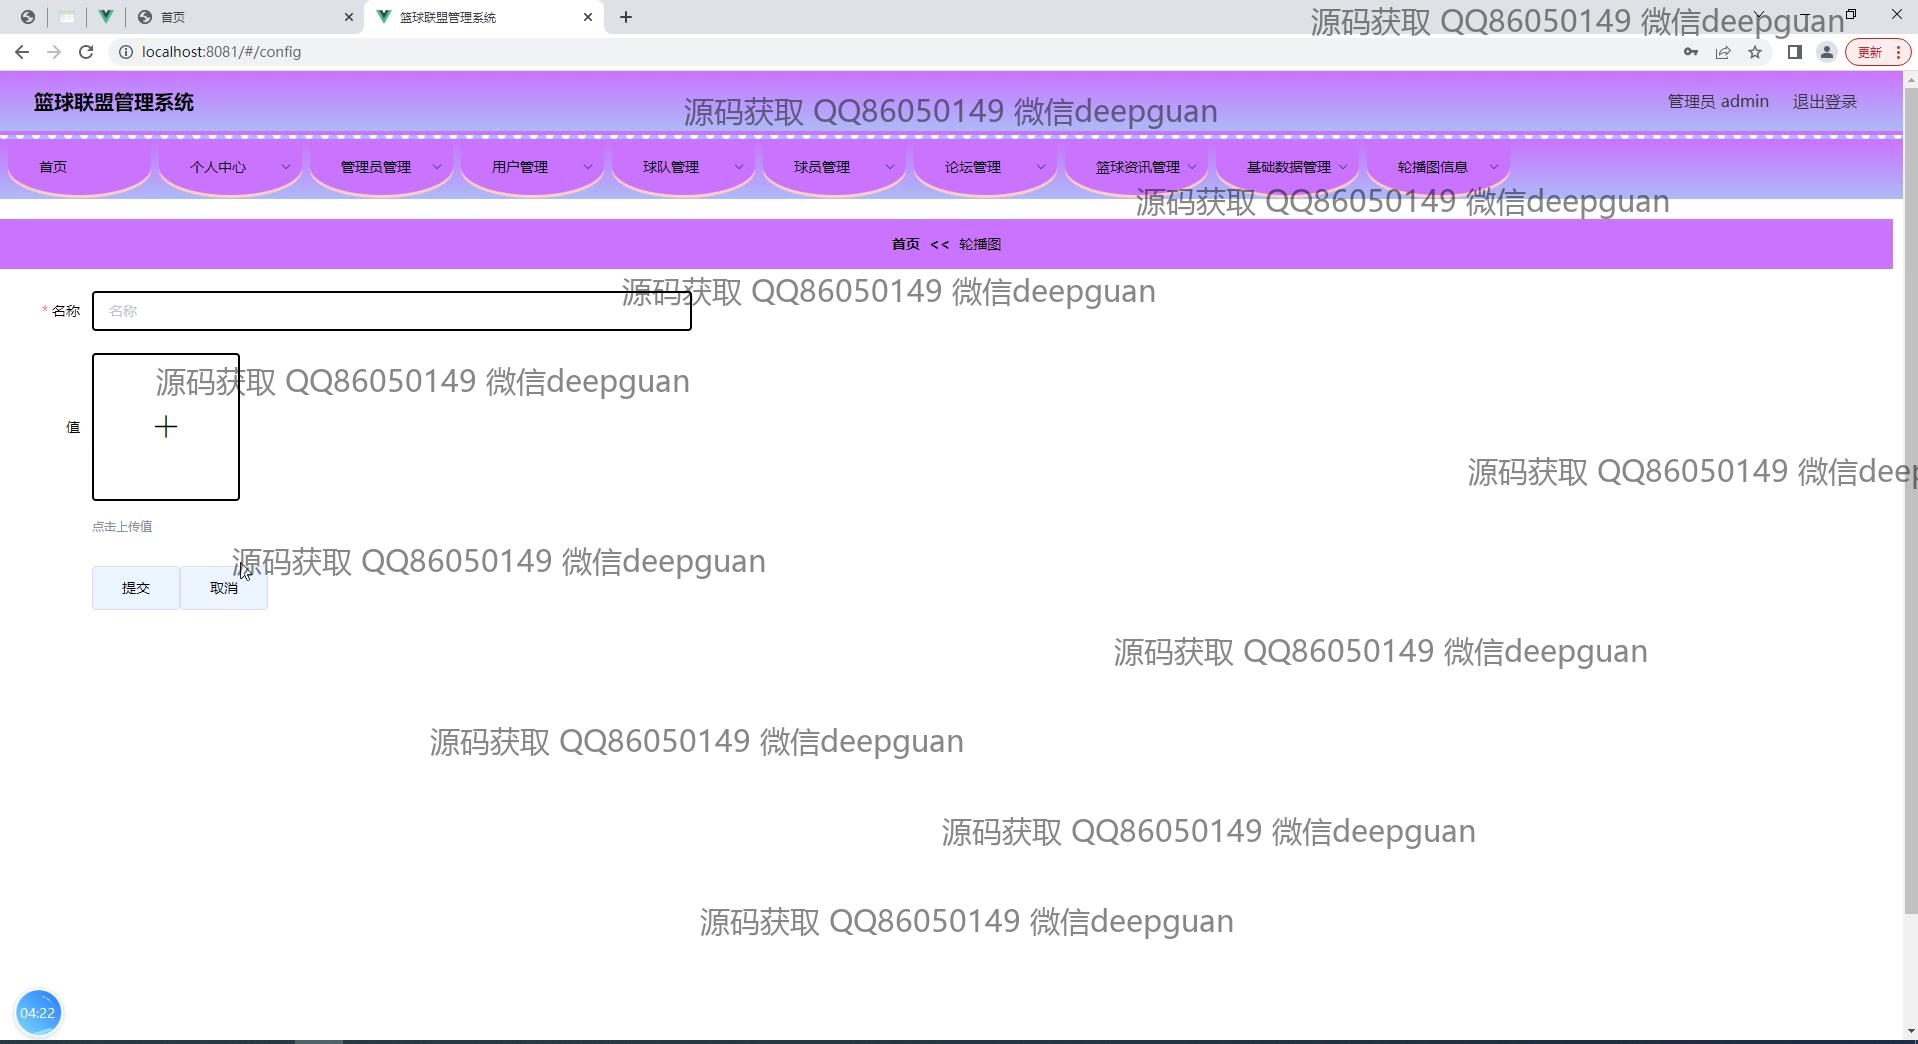 首页
篮球联盟管理系统
源码获取 QQ86050149 微信deepguan
localhost:8081/#/config
更新
篮球联盟管理系统
源码获取 QQ86050149 微信deepguan
管理员 admin
退出登录
首页 个人中心 管理员管理 用户管理 球队管理 球员管理 论坛管理 篮球资讯管理 基础数据管理 轮播图信息
源码获取 QQ86050149 微信deepguan
首页 << 轮播图
源码获取 QQ86050149 微信deepguan
* 名称 名称
源码获取 QQ86050149 微信deepguan
值
源码获取 QQ86050149 微信deep
点击上传值
源码获取 QQ86050149 微信deepguan
提交 取消
源码获取 QQ86050149 微信deepguan
源码获取 QQ86050149 微信deepguan
源码获取 QQ86050149 微信deepguan
源码获取 QQ86050149 微信deepguan
04:22